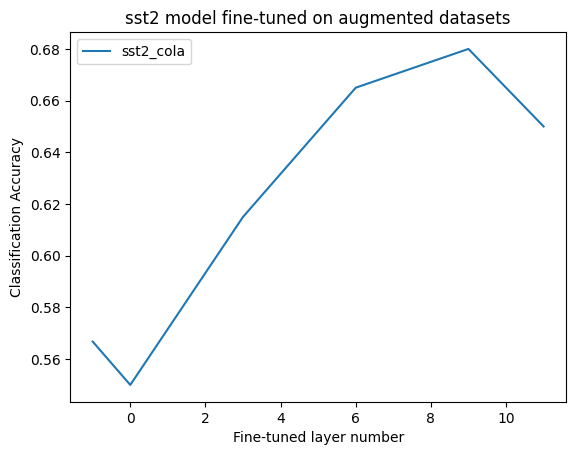 sst2 model fine-tuned on augmented datasets
sst2_cola
Classification Accuracy
0.68
0.66
0.64
0.62
0.60
0.58
0.56
0 2 4 6 8 10
Fine-tuned layer number